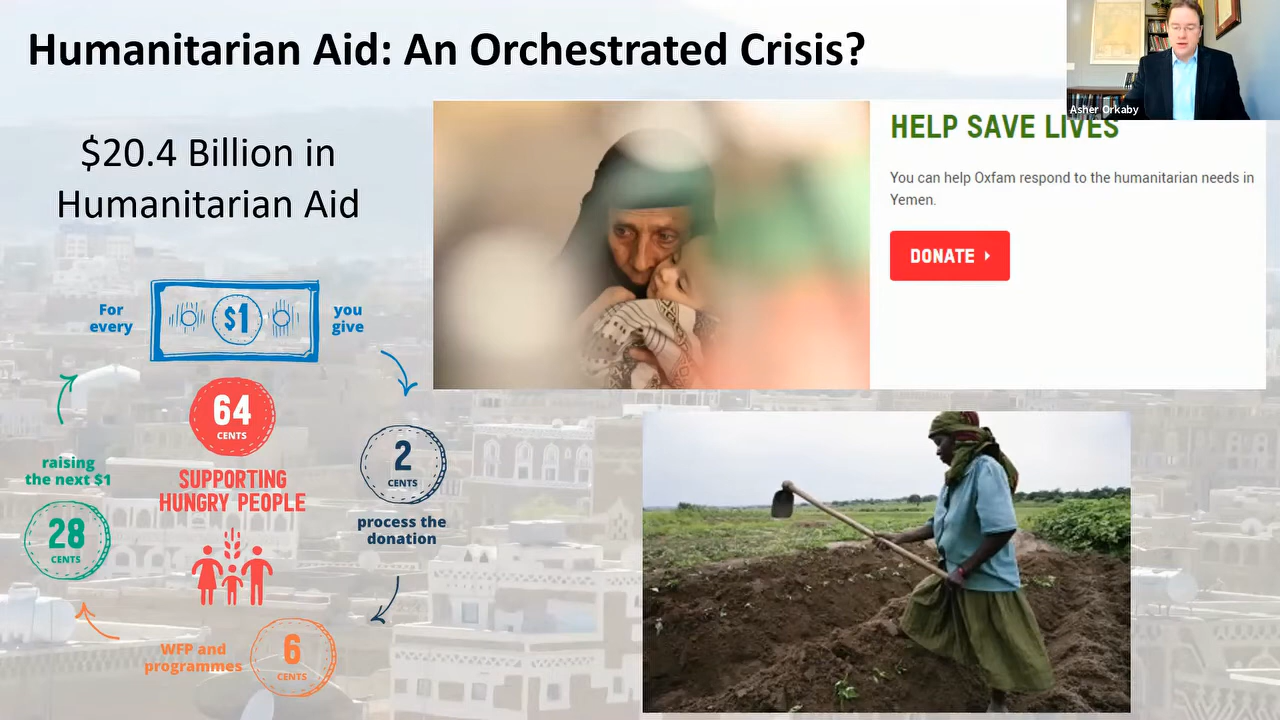 Humanitarian Aid: An Orchestrated Crisis?
Asher Orkaby
$20.4 Billion in
Humanitarian Aid
HELP SAVE LIVES
You can help Oxfam respond to the humanitarian needs in
Yemen.
DONATE
For
every
$1
you
give
64
CENTS
SUPPORTING
HUNGRY PEOPLE
2
CENTS
process the
donation
6
CENTS
WFP and
programmes
28
CENTS
raising
the next $1